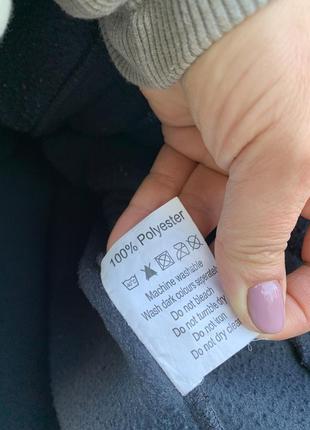 100% Polyester
Machine washable
Wash dark colours seperately
Do not bleach
Do not tumble dry
Do not iron
Do not dry clean